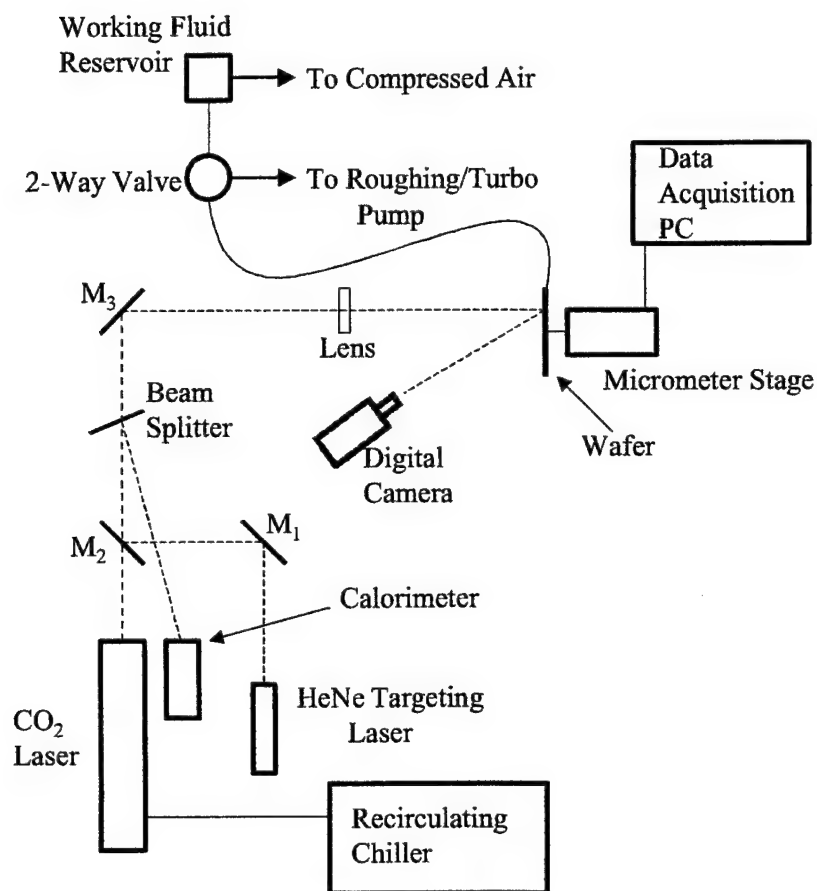 Working Fluid
Reservoir
To Compressed Air
2-Way Valve
To Roughing/Turbo
Pump
Data
Acquisition
PC
M₃
Lens
Micrometer Stage
Beam
Splitter
Wafer
Digital
Camera
M₂
M₁
Calorimeter
HeNe Targeting
Laser
CO₂
Laser
Recirculating
Chiller